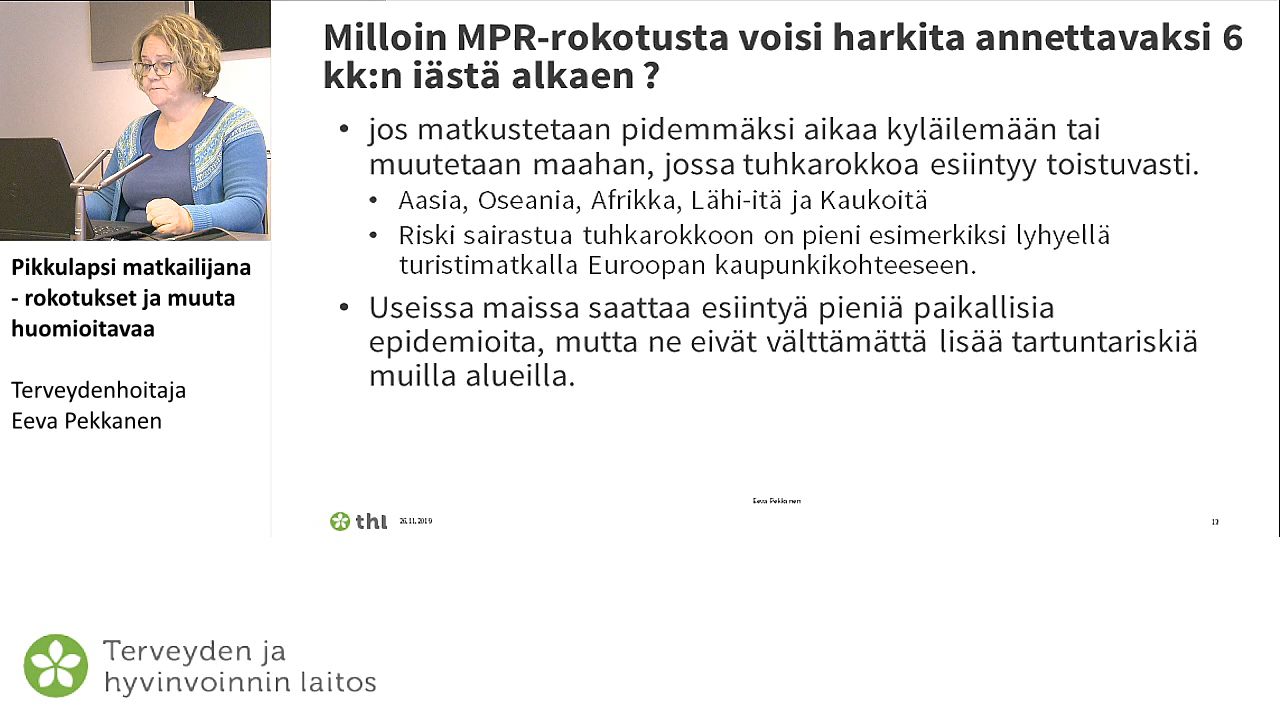 Milloin MPR-rokotusta voisi harkita annettavaksi 6
kk:n iästä alkaen ?
• jos matkustetaan pidemmäksi aikaa kyläilemään tai
muutetaan maahan, jossa tuhkarokkoa esiintyy toistuvasti.
• Aasia, Oseania, Afrikka, Lähi-itä ja Kaukoitä
• Riski sairastua tuhkarokkoon on pieni esimerkiksi lyhyellä
turistimatkalla Euroopan kaupunkikohteeseen.
• Useissa maissa saattaa esiintyä pieniä paikallisia
epidemioita, mutta ne eivät välttämättä lisää tartuntariskiä
muilla alueilla.
Eeva Pekkanen
thl
26.11.2019
Pikkulapsi matkailijana
- rokotukset ja muuta
huomioitavaa
Terveydenhoitaja
Eeva Pekkanen
Terveyden ja
hyvinvoinnin laitos